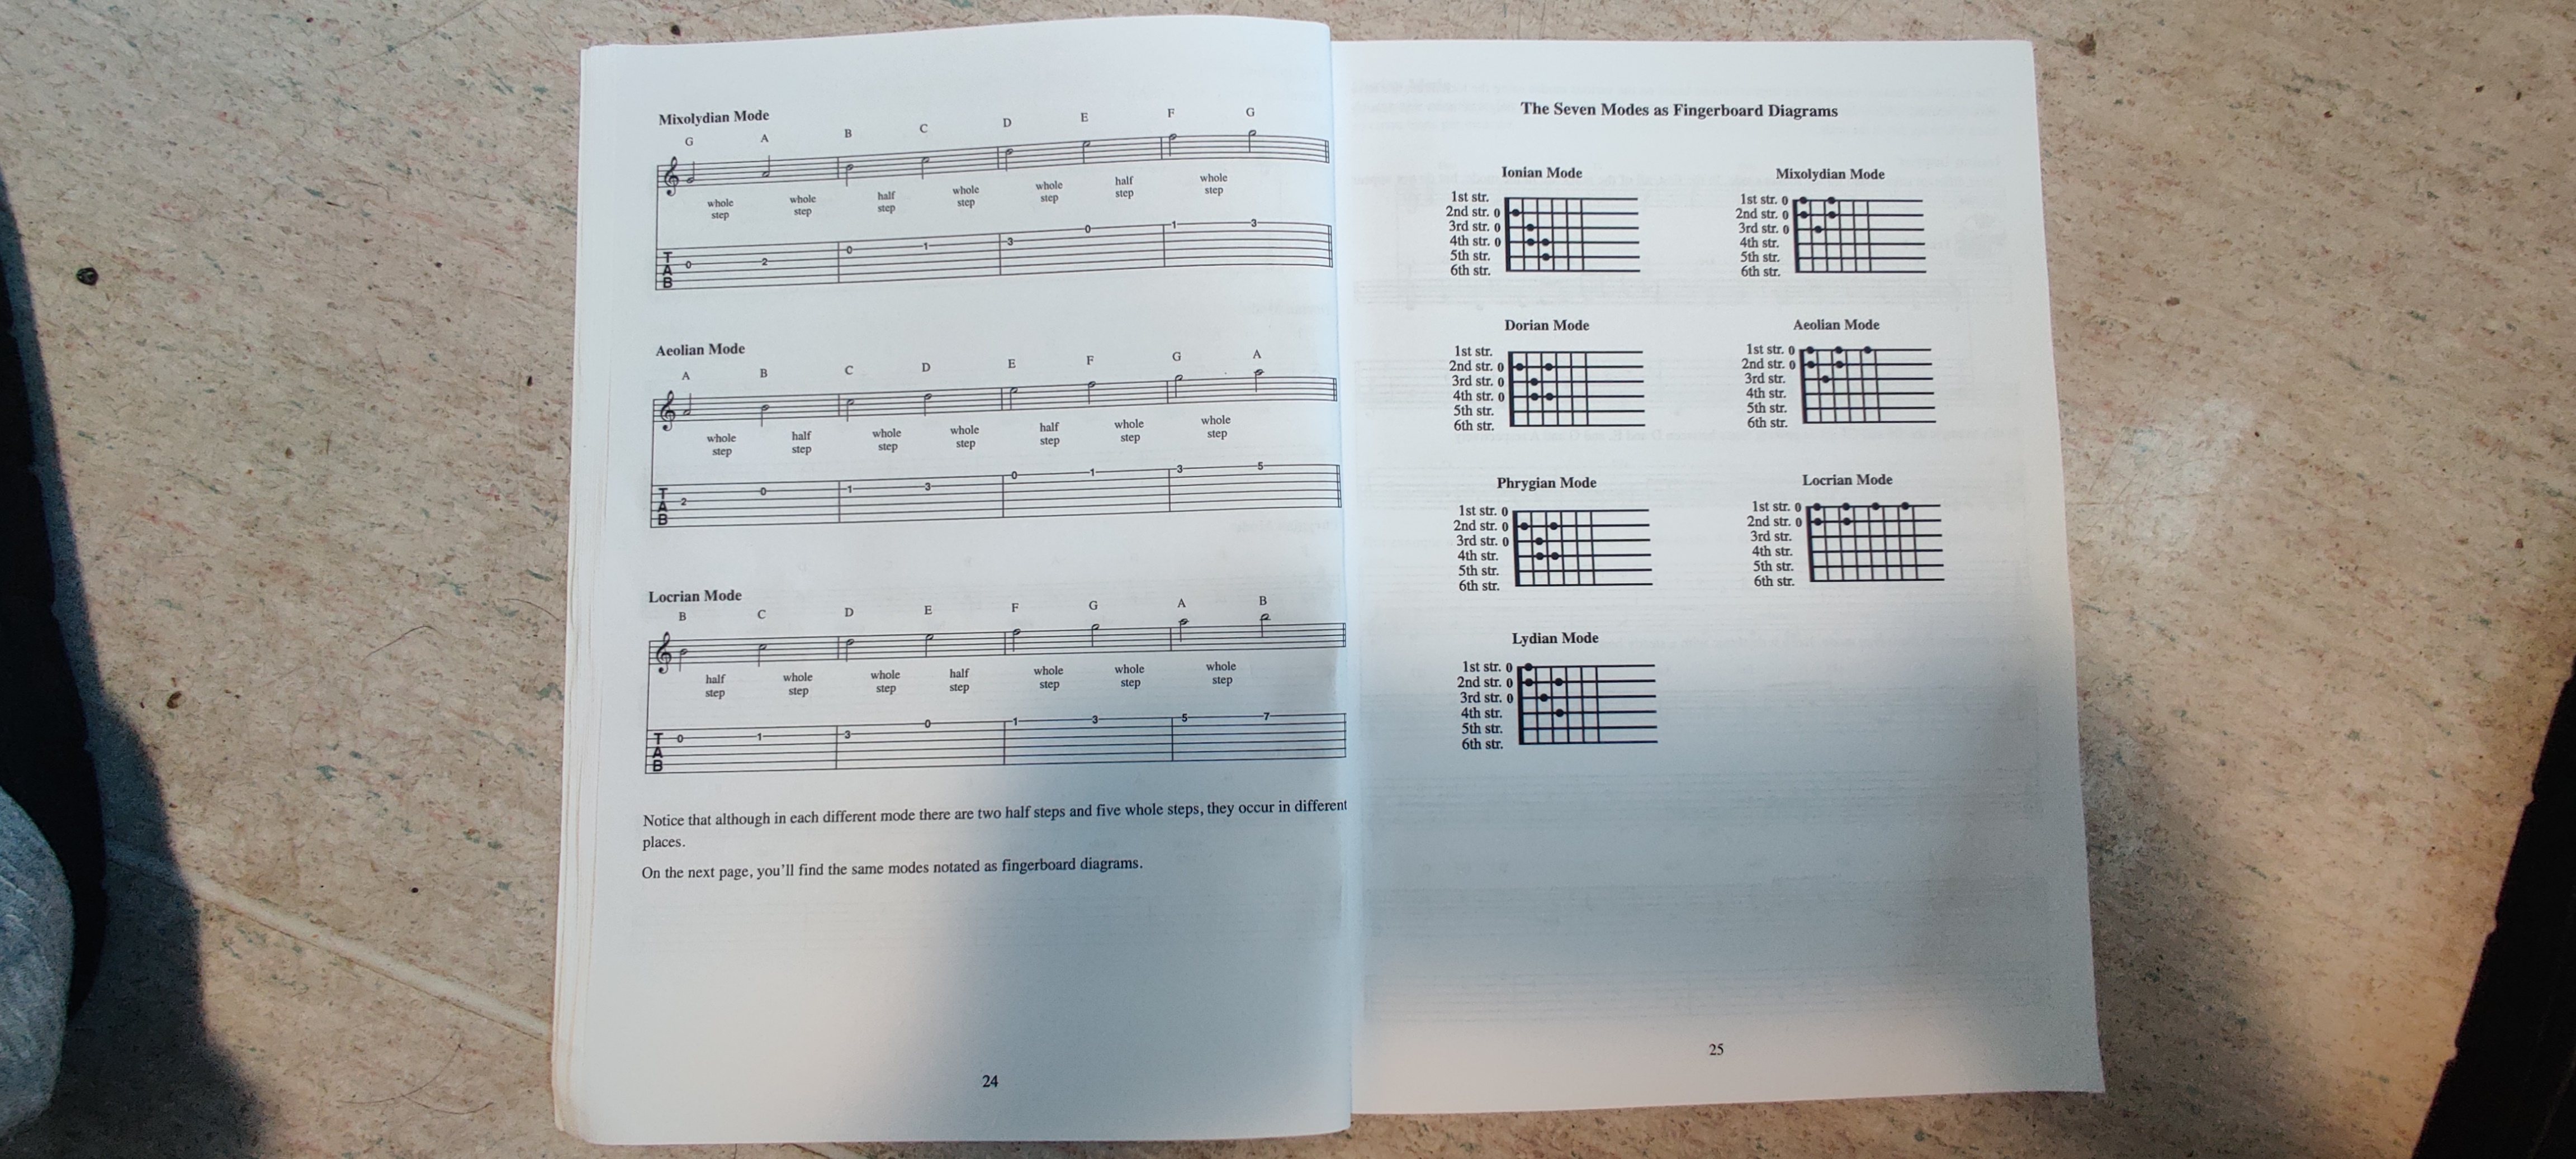 Mixolydian Mode
G A B C D E F G
whole whole half whole whole half whole
step step step step step step step
T A B
0 2 0 1 3 0 1 3
Aeolian Mode
A B C D E F G A
whole half whole whole half whole whole
step step step step step step step
T A B
2 0 1 3 0 1 3 5
Locrian Mode
B C D E F G A B
half whole whole half whole whole whole
step step step step step step step
T A B
0 1 3 0 1 3 5 7
Notice that although in each different mode there are two half steps and five whole steps, they occur in different
places.
On the next page, you'll find the same modes notated as fingerboard diagrams.
24
The Seven Modes as Fingerboard Diagrams
Ionian Mode
1st str.
2nd str. 0
3rd str. 0
4th str. 0
5th str.
6th str.
Mixolydian Mode
1st str. 0
2nd str. 0
3rd str. 0
4th str.
5th str.
6th str.
Dorian Mode
1st str.
2nd str. 0
3rd str. 0
4th str. 0
5th str.
6th str.
Aeolian Mode
1st str. 0
2nd str. 0
3rd str.
4th str.
5th str.
6th str.
Phrygian Mode
1st str. 0
2nd str. 0
3rd str. 0
4th str.
5th str.
6th str.
Locrian Mode
1st str. 0
2nd str. 0
3rd str.
4th str.
5th str.
6th str.
Lydian Mode
1st str. 0
2nd str. 0
3rd str. 0
4th str.
5th str.
6th str.
25